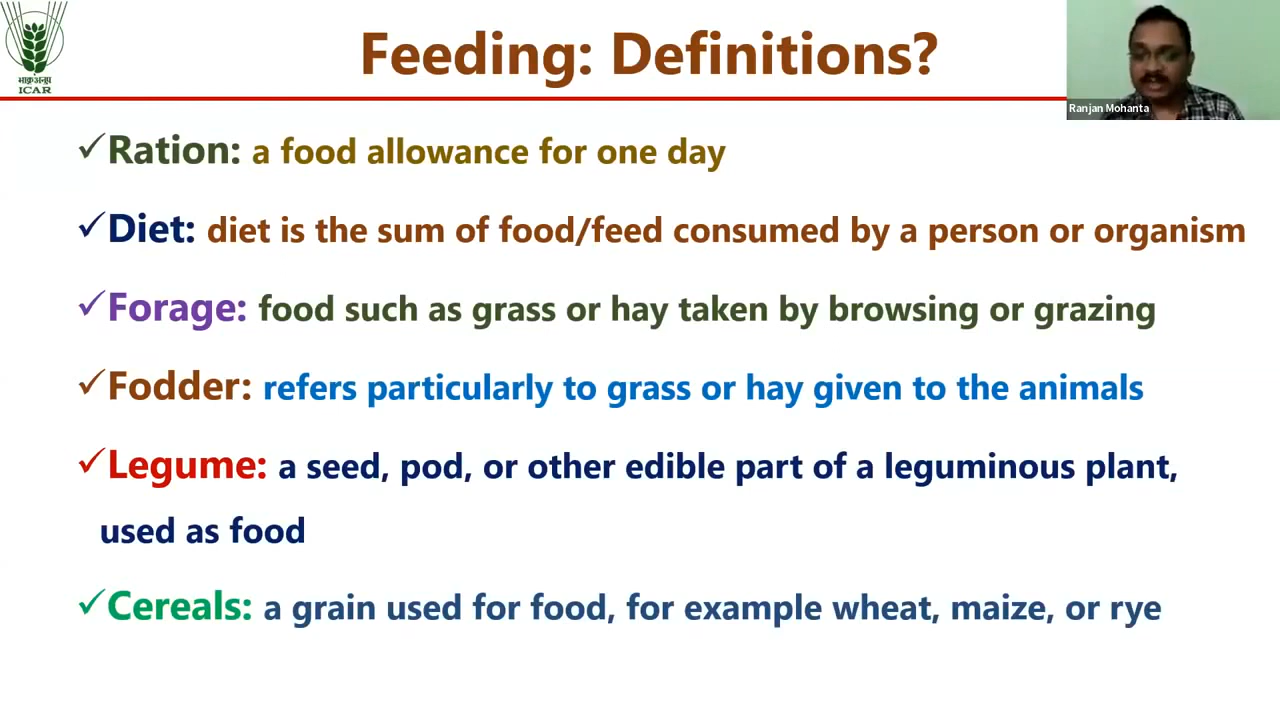 Feeding: Definitions?
भाकृअनुप
ICAR
Ranjan Mohanta
✓Ration: a food allowance for one day
✓Diet: diet is the sum of food/feed consumed by a person or organism
✓Forage: food such as grass or hay taken by browsing or grazing
✓Fodder: refers particularly to grass or hay given to the animals
✓Legume: a seed, pod, or other edible part of a leguminous plant,
used as food
✓Cereals: a grain used for food, for example wheat, maize, or rye